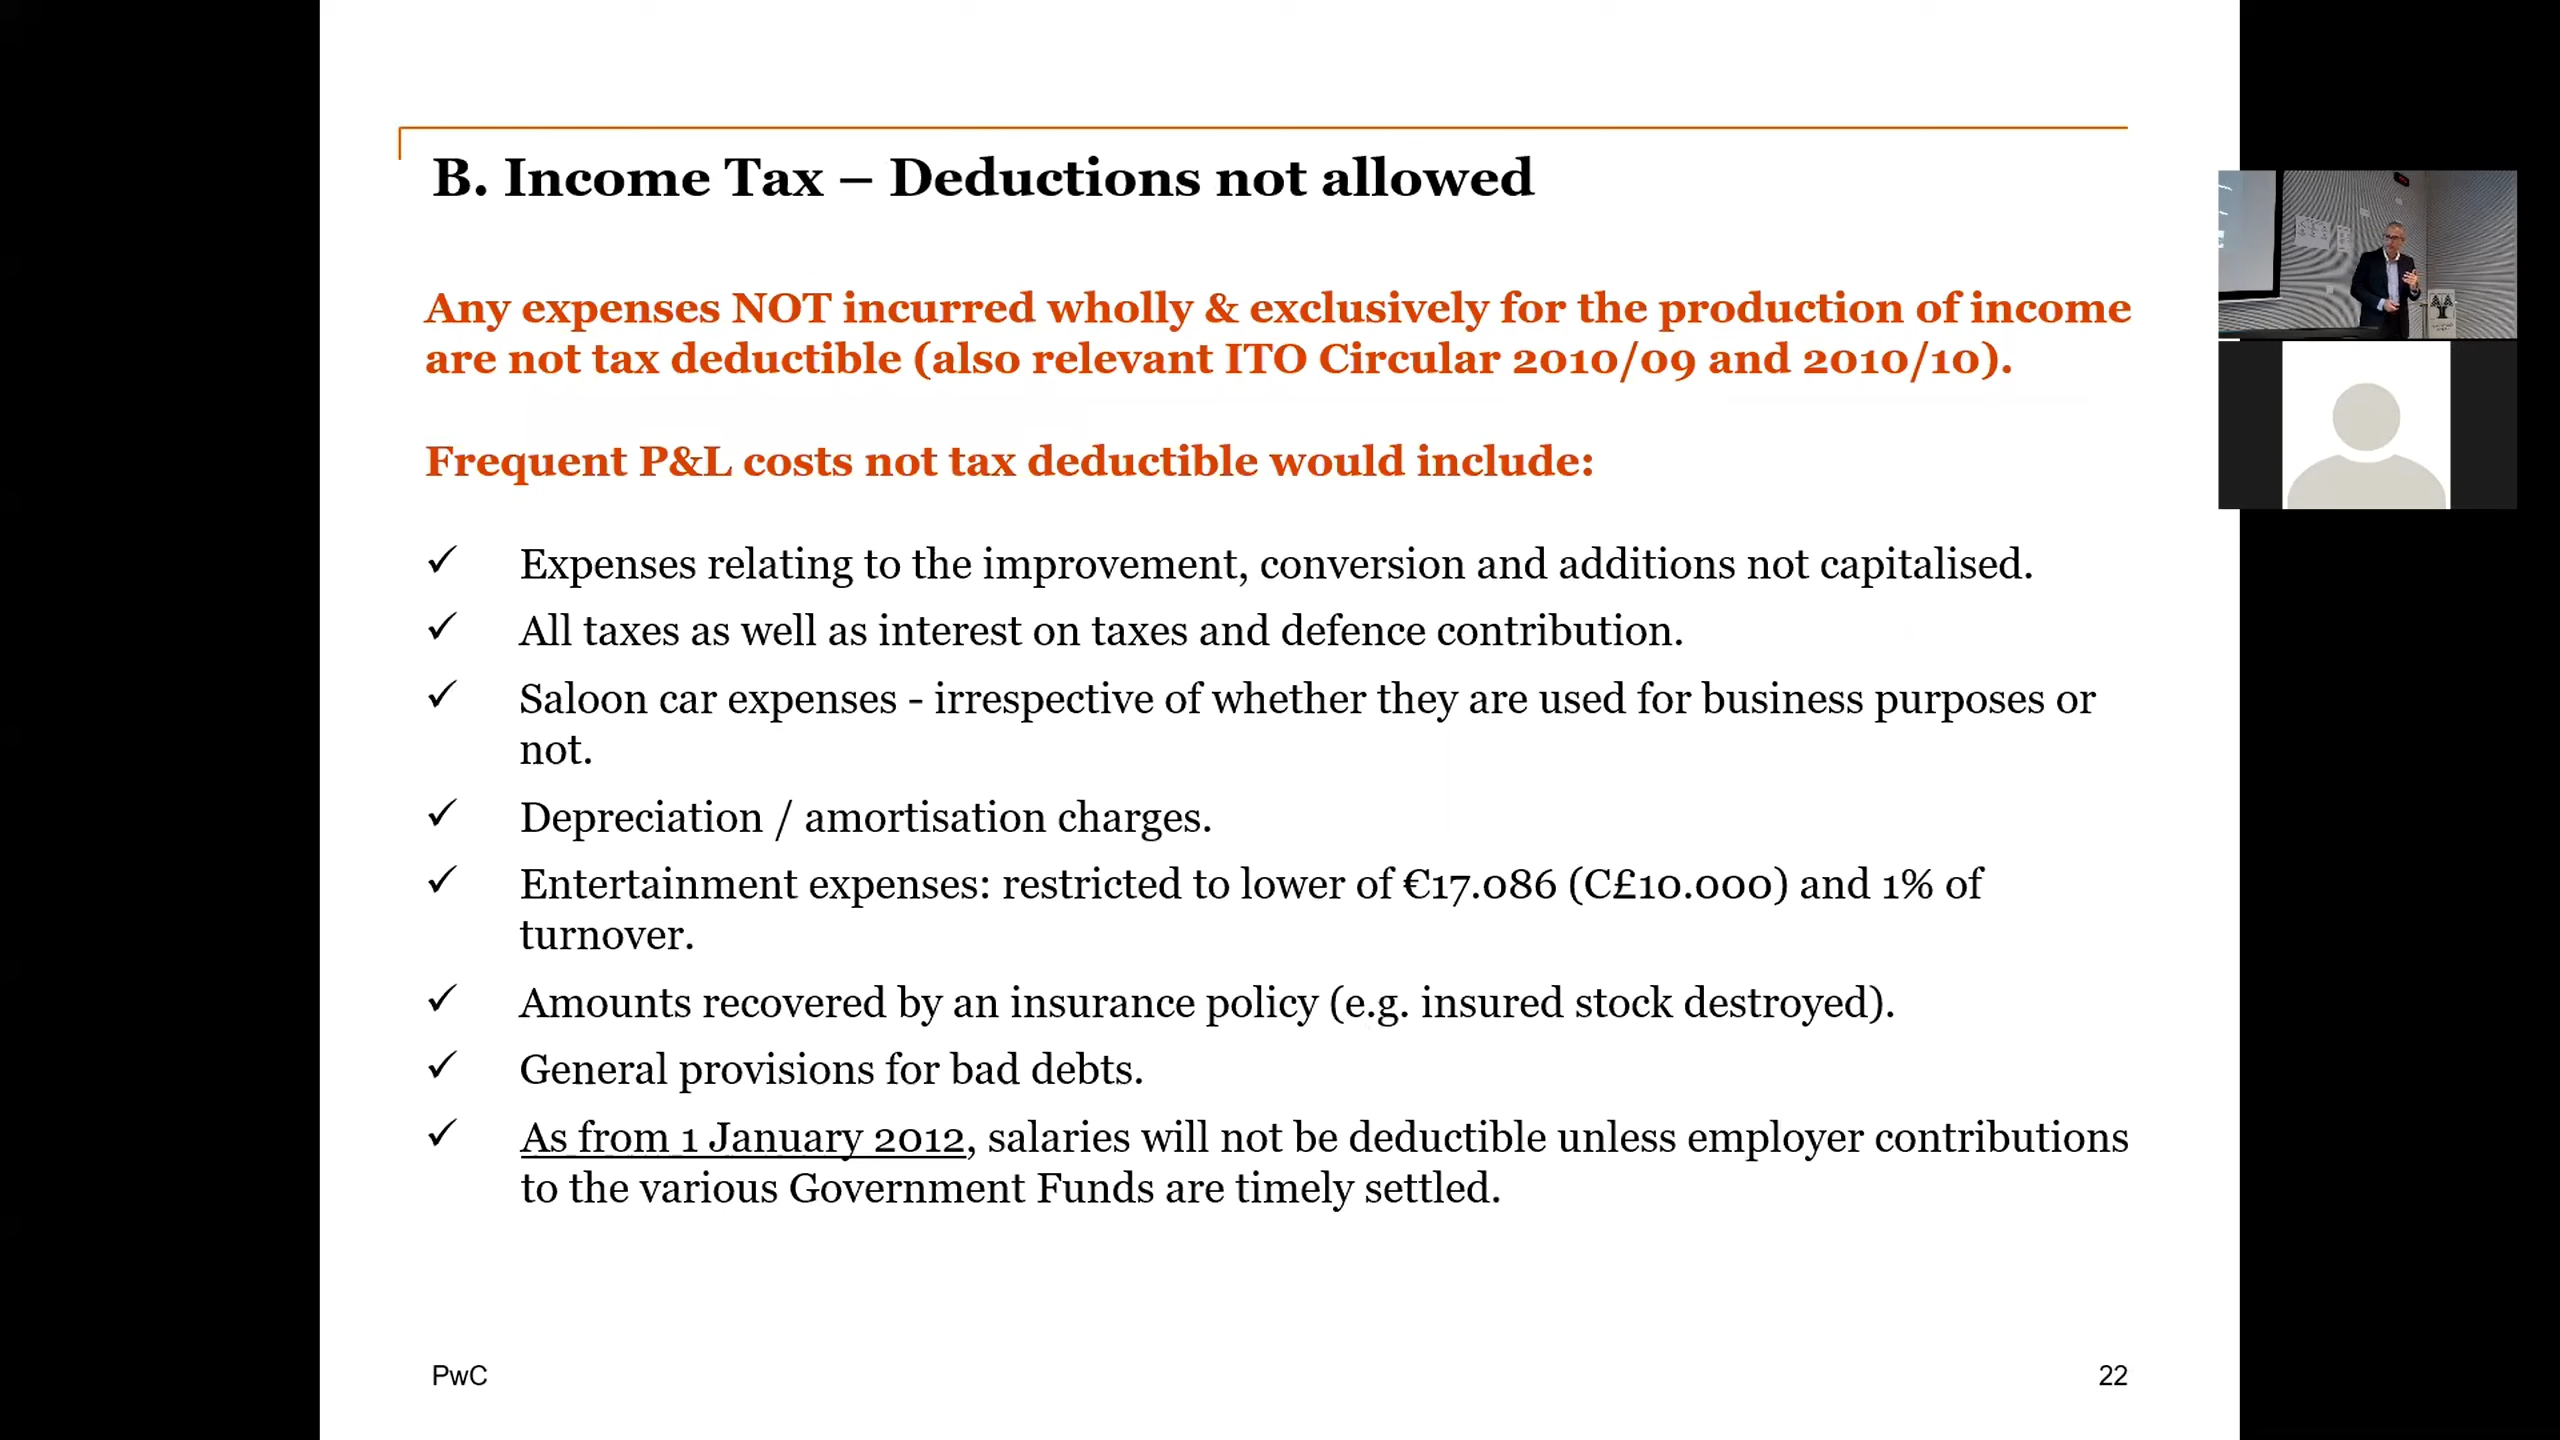 B. Income Tax – Deductions not allowed
Any expenses NOT incurred wholly & exclusively for the production of income
are not tax deductible (also relevant ITO Circular 2010/09 and 2010/10).
Frequent P&L costs not tax deductible would include:
✓ Expenses relating to the improvement, conversion and additions not capitalised.
✓ All taxes as well as interest on taxes and defence contribution.
✓ Saloon car expenses - irrespective of whether they are used for business purposes or
not.
✓ Depreciation / amortisation charges.
✓ Entertainment expenses: restricted to lower of €17.086 (C£10.000) and 1% of
turnover.
✓ Amounts recovered by an insurance policy (e.g. insured stock destroyed).
✓ General provisions for bad debts.
✓ As from 1 January 2012, salaries will not be deductible unless employer contributions
to the various Government Funds are timely settled.
PwC
22